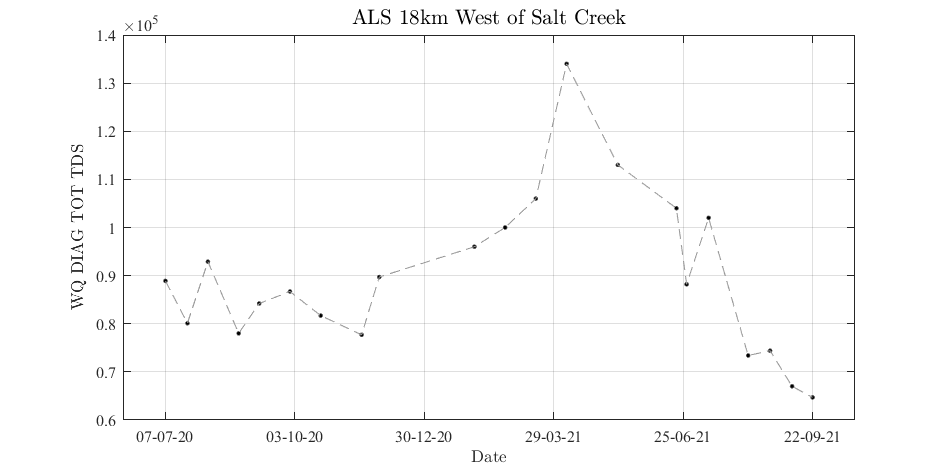 ALS 18km West of Salt Creek
×10⁵
1.4
1.3
1.2
1.1
1
0.9
0.8
0.7
0.6
WQ DIAG TOT TDS
07-07-20 03-10-20 30-12-20 29-03-21 25-06-21 22-09-21
Date